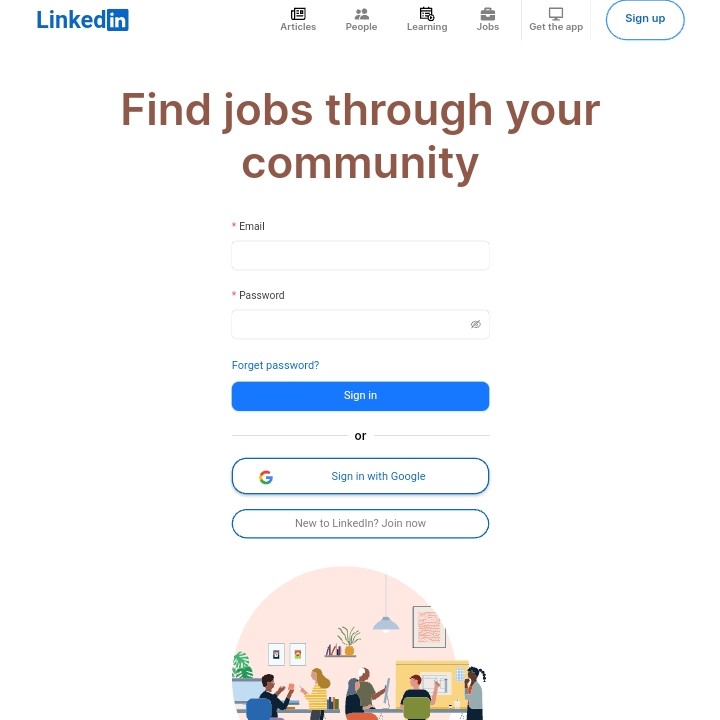 Linkedin
Articles
People
Learning
Jobs
Get the app
Sign up
Find jobs through your
community
* Email
* Password
Forget password?
Sign in
or
Sign in with Google
New to LinkedIn? Join now